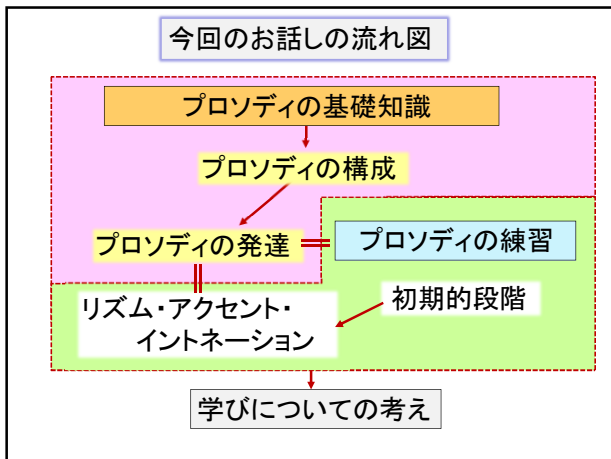 今回のお話しの流れ図
プロソディの基礎知識
プロソディの構成
プロソディの発達
プロソディの練習
リズム・アクセント・
イントネーション
初期的段階
学びについての考え